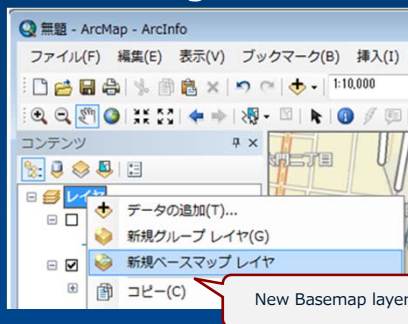 無題 - ArcMap - ArcInfo
ファイル(F) 編集(E) 表示(V) ブックマーク(B) 挿入(I)
1:10,000
コンテンツ
レイヤ
データの追加(T)...
新規グループ レイヤ(G)
新規ベースマップ レイヤ
コピー(C)
New Basemap layer